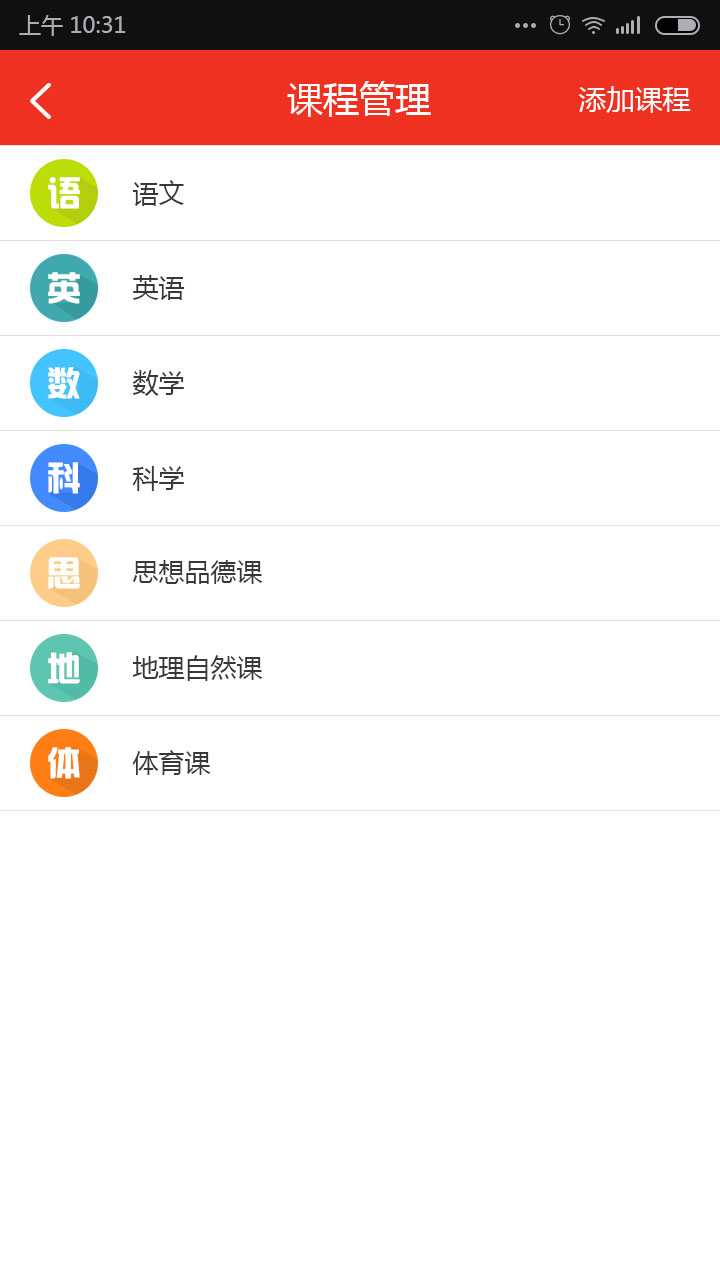 上午 10:31
课程管理 添加课程
语 语文
英 英语
数 数学
科 科学
思 思想品德课
地 地理自然课
体 体育课